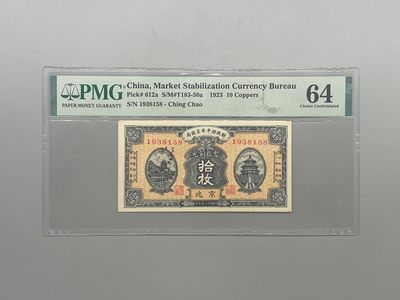 PMG
PAPER MONEY GUARANTY
China, Market Stabilization Currency Bureau
Pick# 612a S/M#T183-50a 1923 10 Coppers
S/N 1938158 - Ching Chao
64
Choice Uncirculated
1938158
1938158
拾枚
京兆